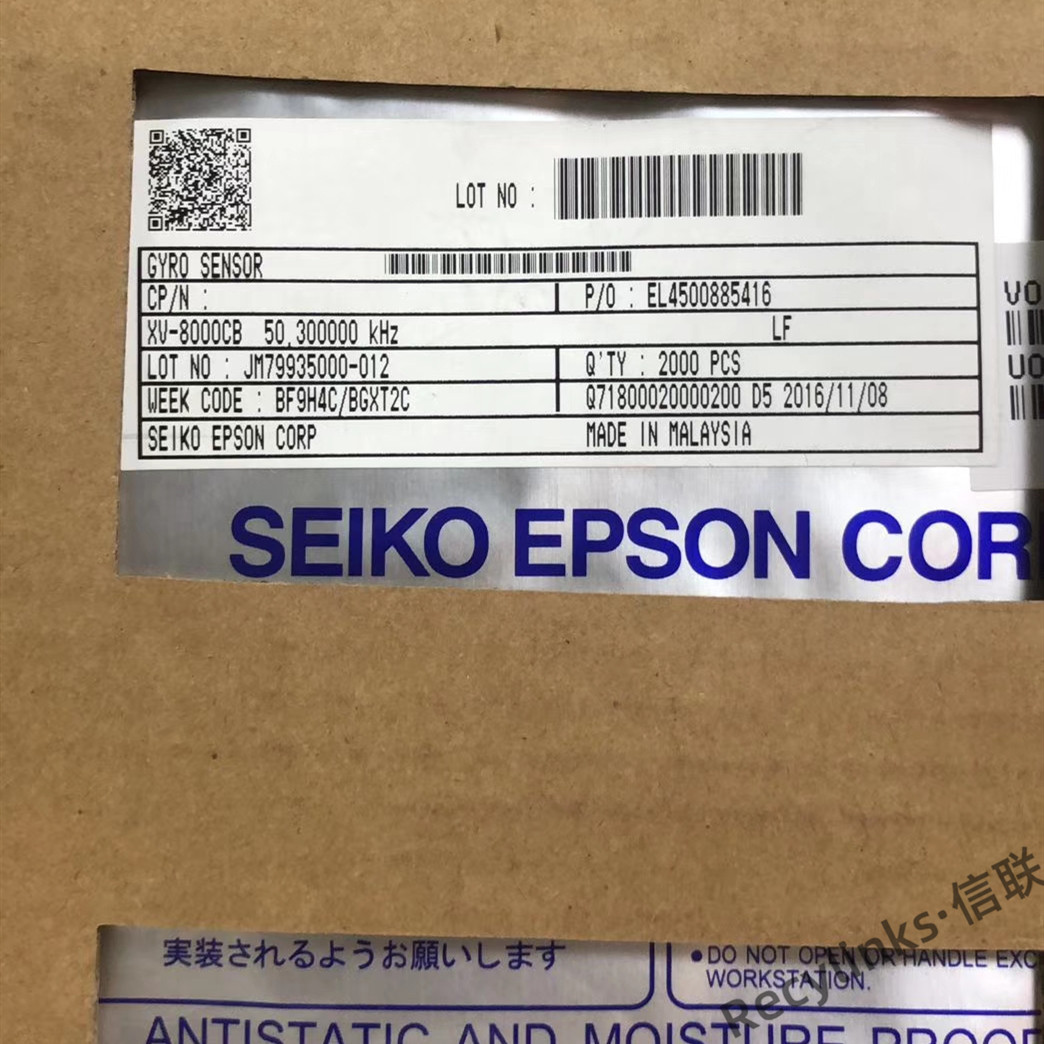 LOT NO :
GYRO SENSOR
CP/N :
P/O : EL4500885416
XV-8000CB 50,300000 kHz LF
LOT NO : JM79935000-012
Q'TY : 2000 PCS
WEEK CODE : BF9H4C/BGXT2C
Q71800020000200 D5 2016/11/08
SEIKO EPSON CORP
MADE IN MALAYSIA
VO
VO
SEIKO EPSON COR
実装されるようお願いします
•DO NOT OPEN OR HANDLE EXC
WORKSTATION.
ANTISTATIC AND MOISTURE PROOF
Recylinks·信联